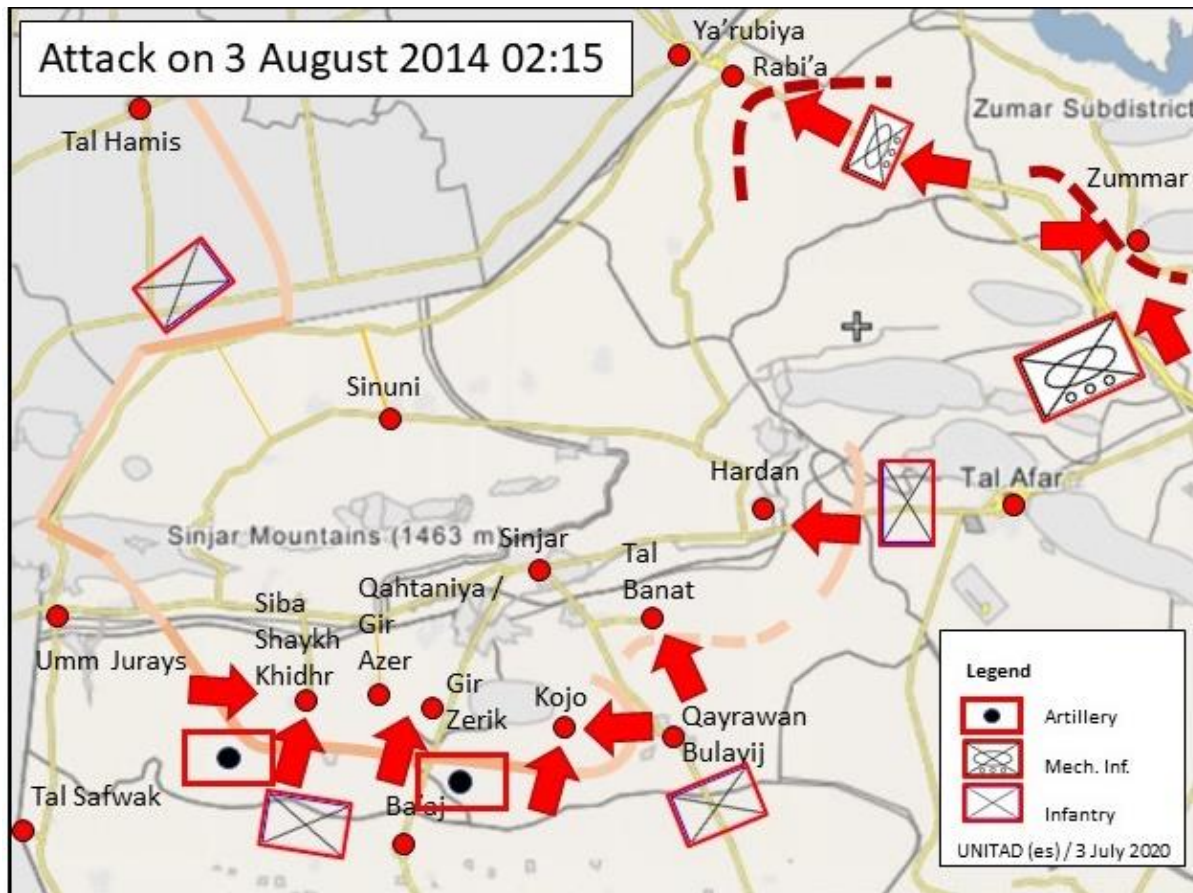 Attack on 3 August 2014 02:15
Ya'rubiya
Rabi'a
Tal Hamis
Zumar Subdistrict
Zummar
Sinuni
Hardan
Tal Afar
Sinjar Mountains (1463 m)
Sinjar
Tal
Banat
Qahtaniya /
Gir
Azer
Siba
Shaykh
Khidhr
Umm Jurays
Gir
Zerik
Kojo
Qayrawan
Bulavij
Tal Safwak
Ba'aj
Legend
Artillery
Mech. Inf.
Infantry
UNITAD (es) / 3 July 2020